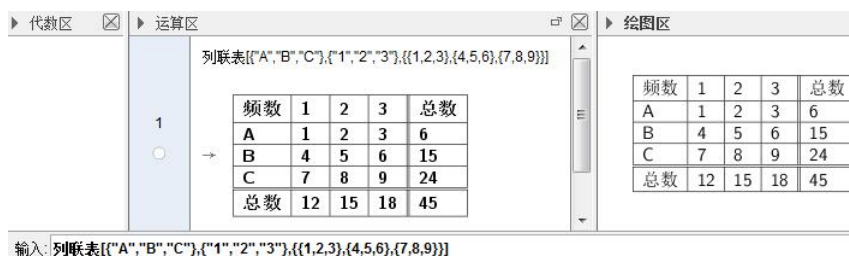 代数区 运算区 绘图区
列联表[{"A","B","C"},{"1","2","3"},{{1,2,3},{4,5,6},{7,8,9}}]
1
→
频数 1 2 3 总数
A 1 2 3 6
B 4 5 6 15
C 7 8 9 24
总数 12 15 18 45
频数 1 2 3 总数
A 1 2 3 6
B 4 5 6 15
C 7 8 9 24
总数 12 15 18 45
输入: 列联表[{"A","B","C"},{"1","2","3"},{{1,2,3},{4,5,6},{7,8,9}}]